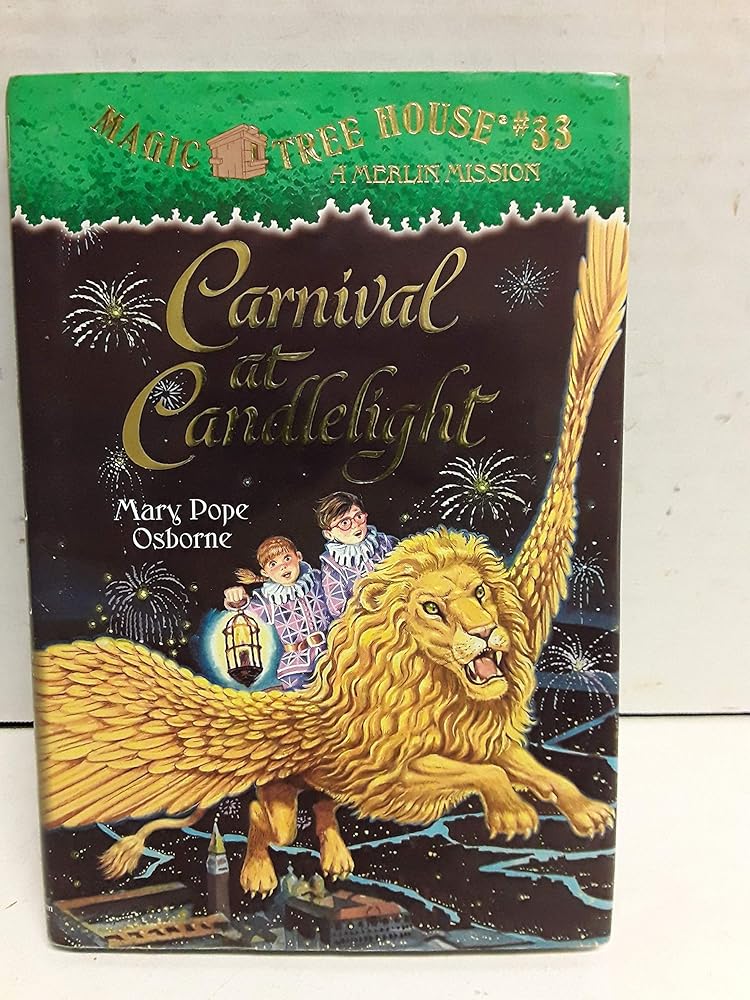 MAGIC TREE HOUSE® #33
A MERLIN MISSION
Carnival
at
Candlelight
Mary Pope
Osborne